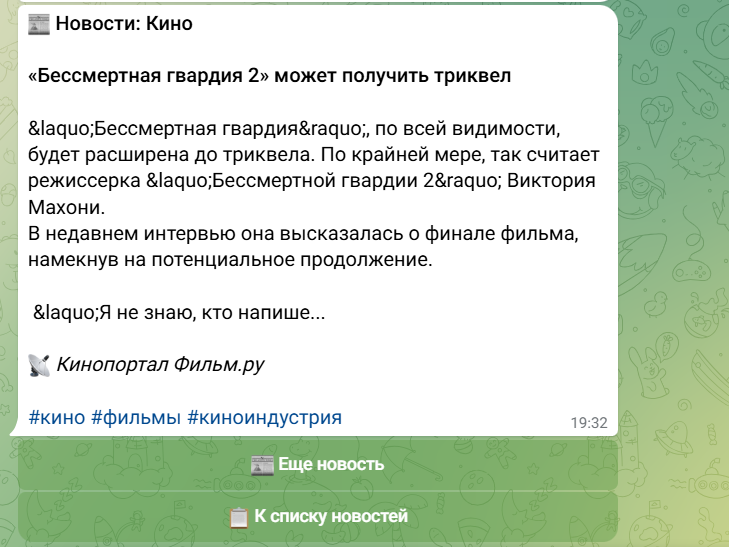 📰 Новости: Кино
«Бессмертная гвардия 2» может получить триквел
&laquo;Бессмертная гвардия&raquo;, по всей видимости,
будет расширена до триквела. По крайней мере, так считает
режиссерка &laquo;Бессмертной гвардии 2&raquo; Виктория
Махони.
В недавнем интервью она высказалась о финале фильма,
намекнув на потенциальное продолжение.
&laquo;Я не знаю, кто напише...
📡 Кинопортал Фильм.ру
#кино #фильмы #киноиндустрия
19:32
📰 Еще новость
📋 К списку новостей